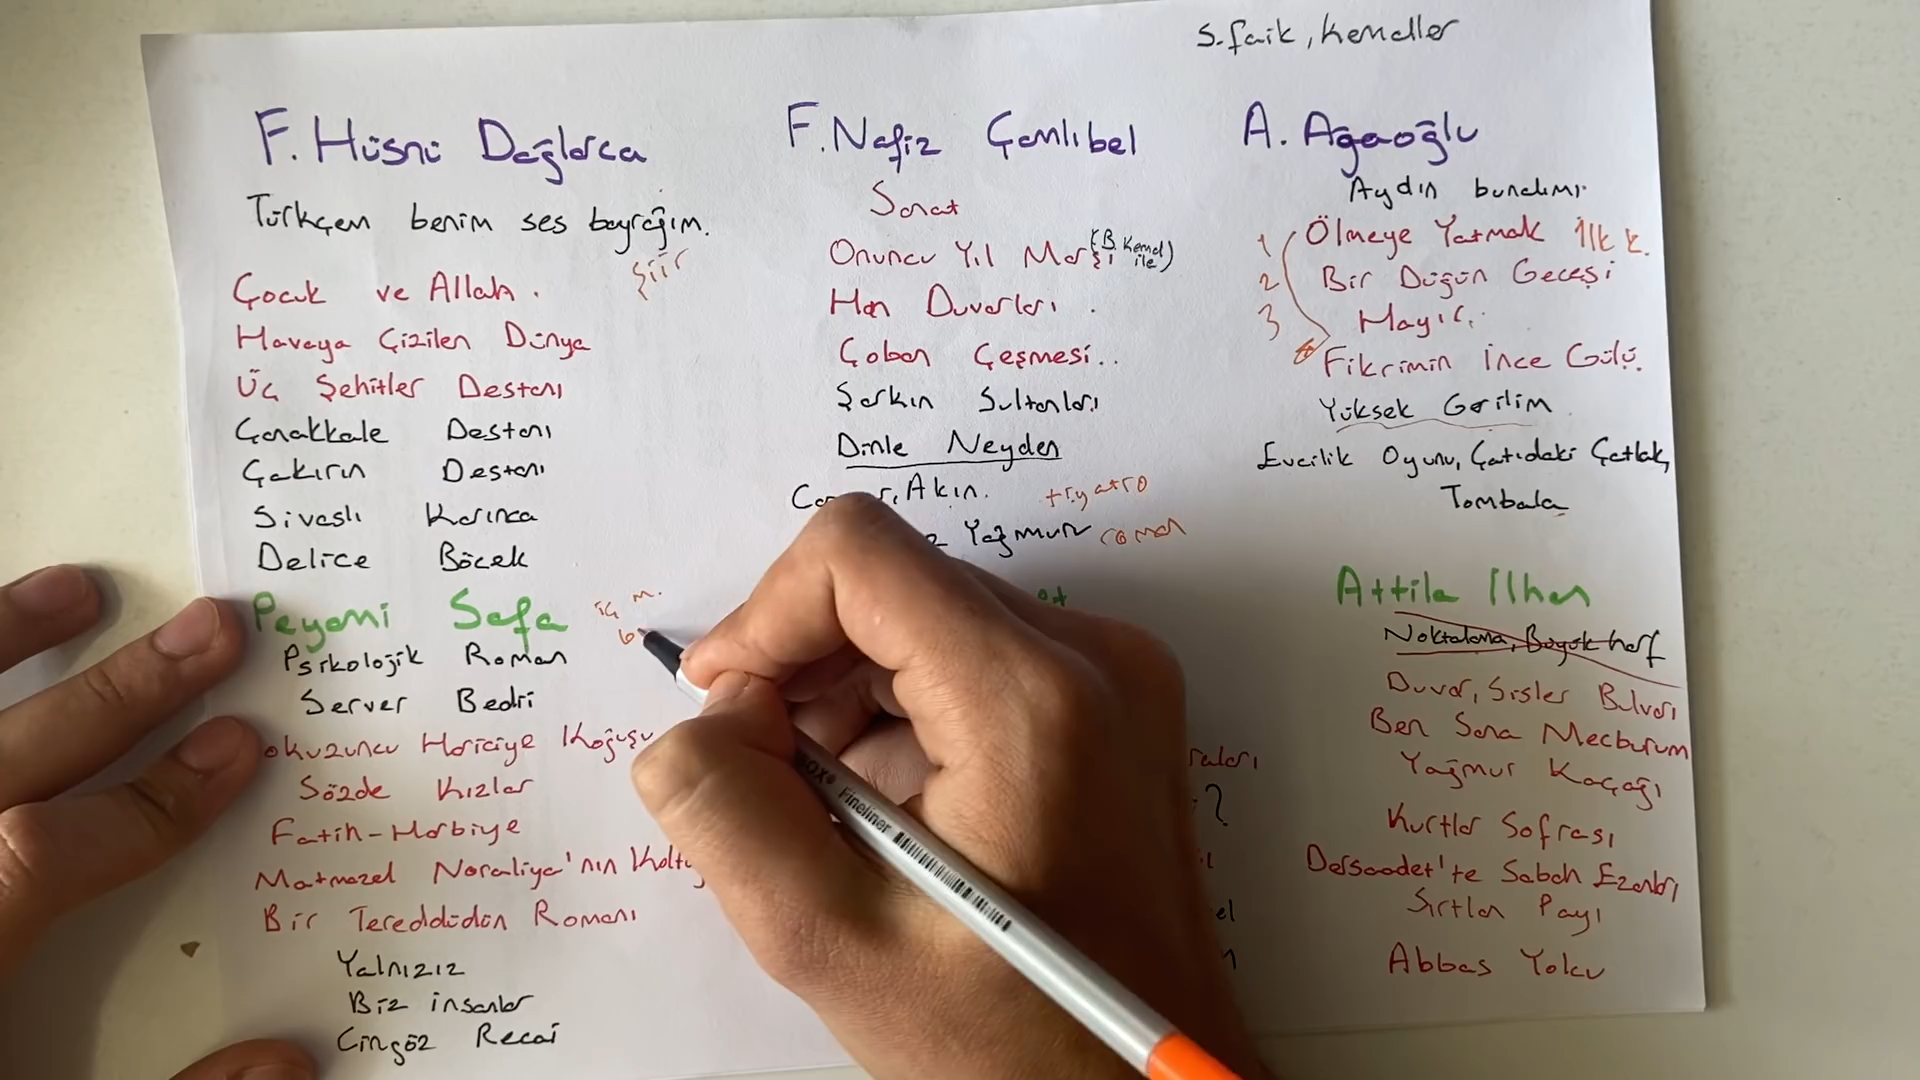 S.faik, Kemaller
F. Hüsnü Dağlarca
Türkçem benim ses bayrağım.
şiir
Çocuk ve Allah.
Havaya Çizilen Dünya
Üç Şehitler Destanı
Çanakkale Destanı
Çakırın Destanı
Sivaslı Karınca
Delice Böcek
Peyami Safa
iç m.
Psikolojik Roman
Server Bedri
okuzuncu Hariciye Koğuşu
Sözde Kızlar
Fatih-Harbiye
Matmazel Noraliya'nın Koltu
Bir Tereddüdün Romanı
Yalnızız
Biz insanlar
Cingöz Recai
F. Nafiz Çamlıbel
Sanat
Onuncu Yıl Marşı (B. Kemal ile)
Han Duvarları.
Çoban Çeşmesi..
Şarkın Sultanları
Dinle Neyden
Akın. tiyatro
Yağmur roman
?
A. Ağaoğlu
Aydın bunalımı.
1 Ölmeye Yatmak İlk k.
2 Bir Düğün Gecesi
3 Hayır.
Fikrimin İnce Gülü.
Yüksek Gerilim
Evcilik Oyunu, Çatıdaki Çatlak,
Tombala
Attila İlhan
Noktalama, Büyük harf
Duvar, Sisler Bulvarı
Ben Sana Mecburum
Yağmur Kaçağı
Kurtlar Sofrası
Dersaadet'te Sabah Ezanları
Sırtlan Payı
Abbas Yolcu
Fineliner